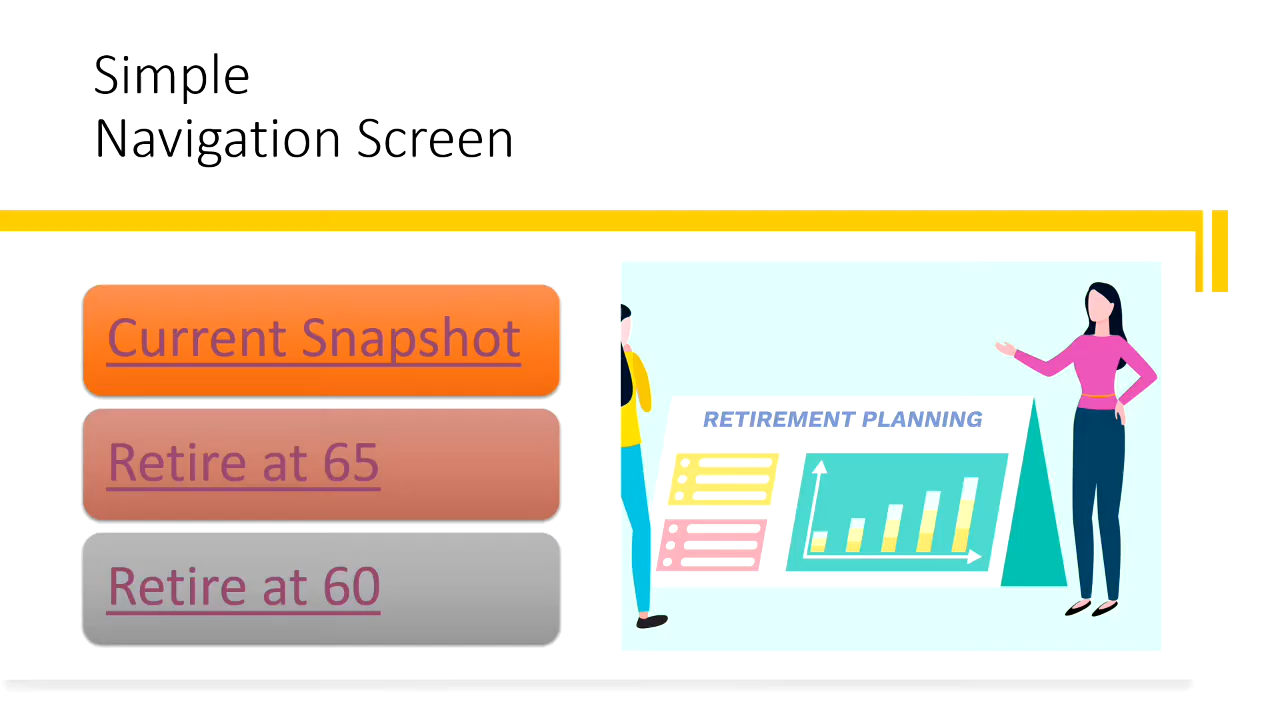 Simple
Navigation Screen
Current Snapshot
Retire at 65
Retire at 60
RETIREMENT PLANNING